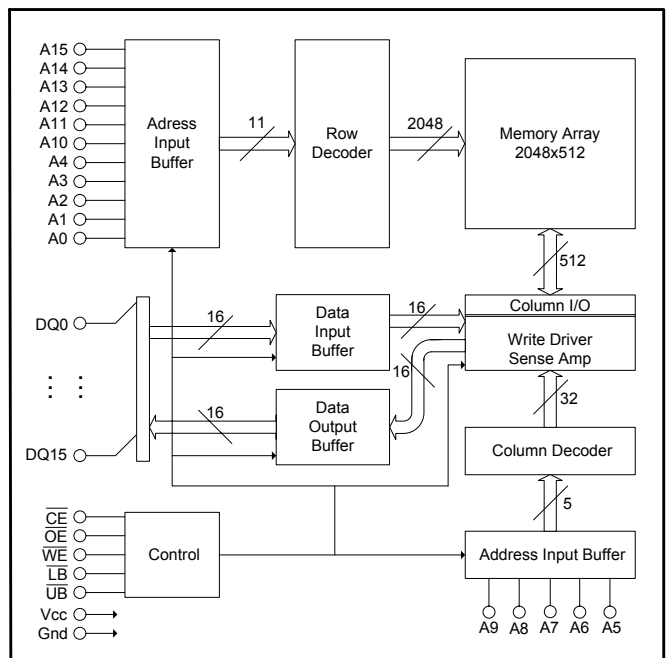 A15
A14
A13
A12
A11
A10
A4
A3
A2
A1
A0
Adress
Input
Buffer
11
Row
Decoder
2048
Memory Array
2048x512
512
DQ0
DQ15
16
Data
Input
Buffer
16
Column I/O
Write Driver
Sense Amp
16
16
Data
Output
Buffer
32
Column Decoder
5
Address Input Buffer
A9 A8 A7 A6 A5
CE
OE
WE
LB
UB
Control
Vcc
Gnd